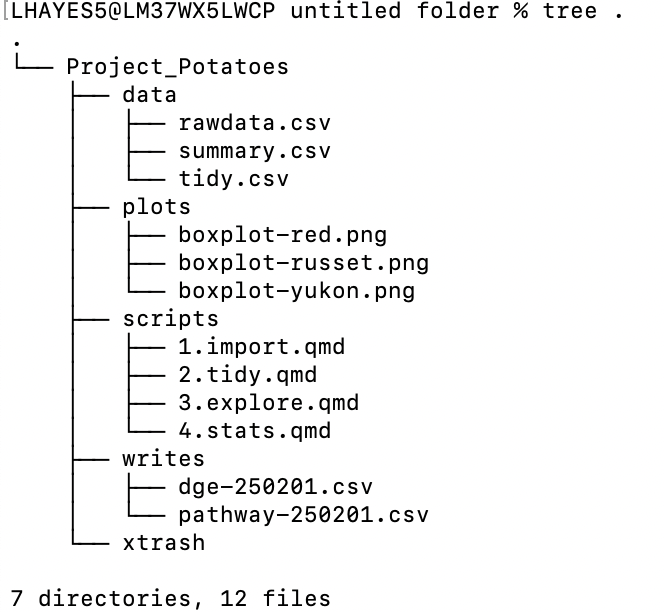 [LHAYES5@LM37WX5LWCP untitled folder % tree .
.
└── Project_Potatoes
    ├── data
    │   ├── rawdata.csv
    │   ├── summary.csv
    │   └── tidy.csv
    ├── plots
    │   ├── boxplot-red.png
    │   ├── boxplot-russet.png
    │   └── boxplot-yukon.png
    ├── scripts
    │   ├── 1.import.qmd
    │   ├── 2.tidy.qmd
    │   ├── 3.explore.qmd
    │   └── 4.stats.qmd
    ├── writes
    │   ├── dge-250201.csv
    │   └── pathway-250201.csv
    └── xtrash

7 directories, 12 files